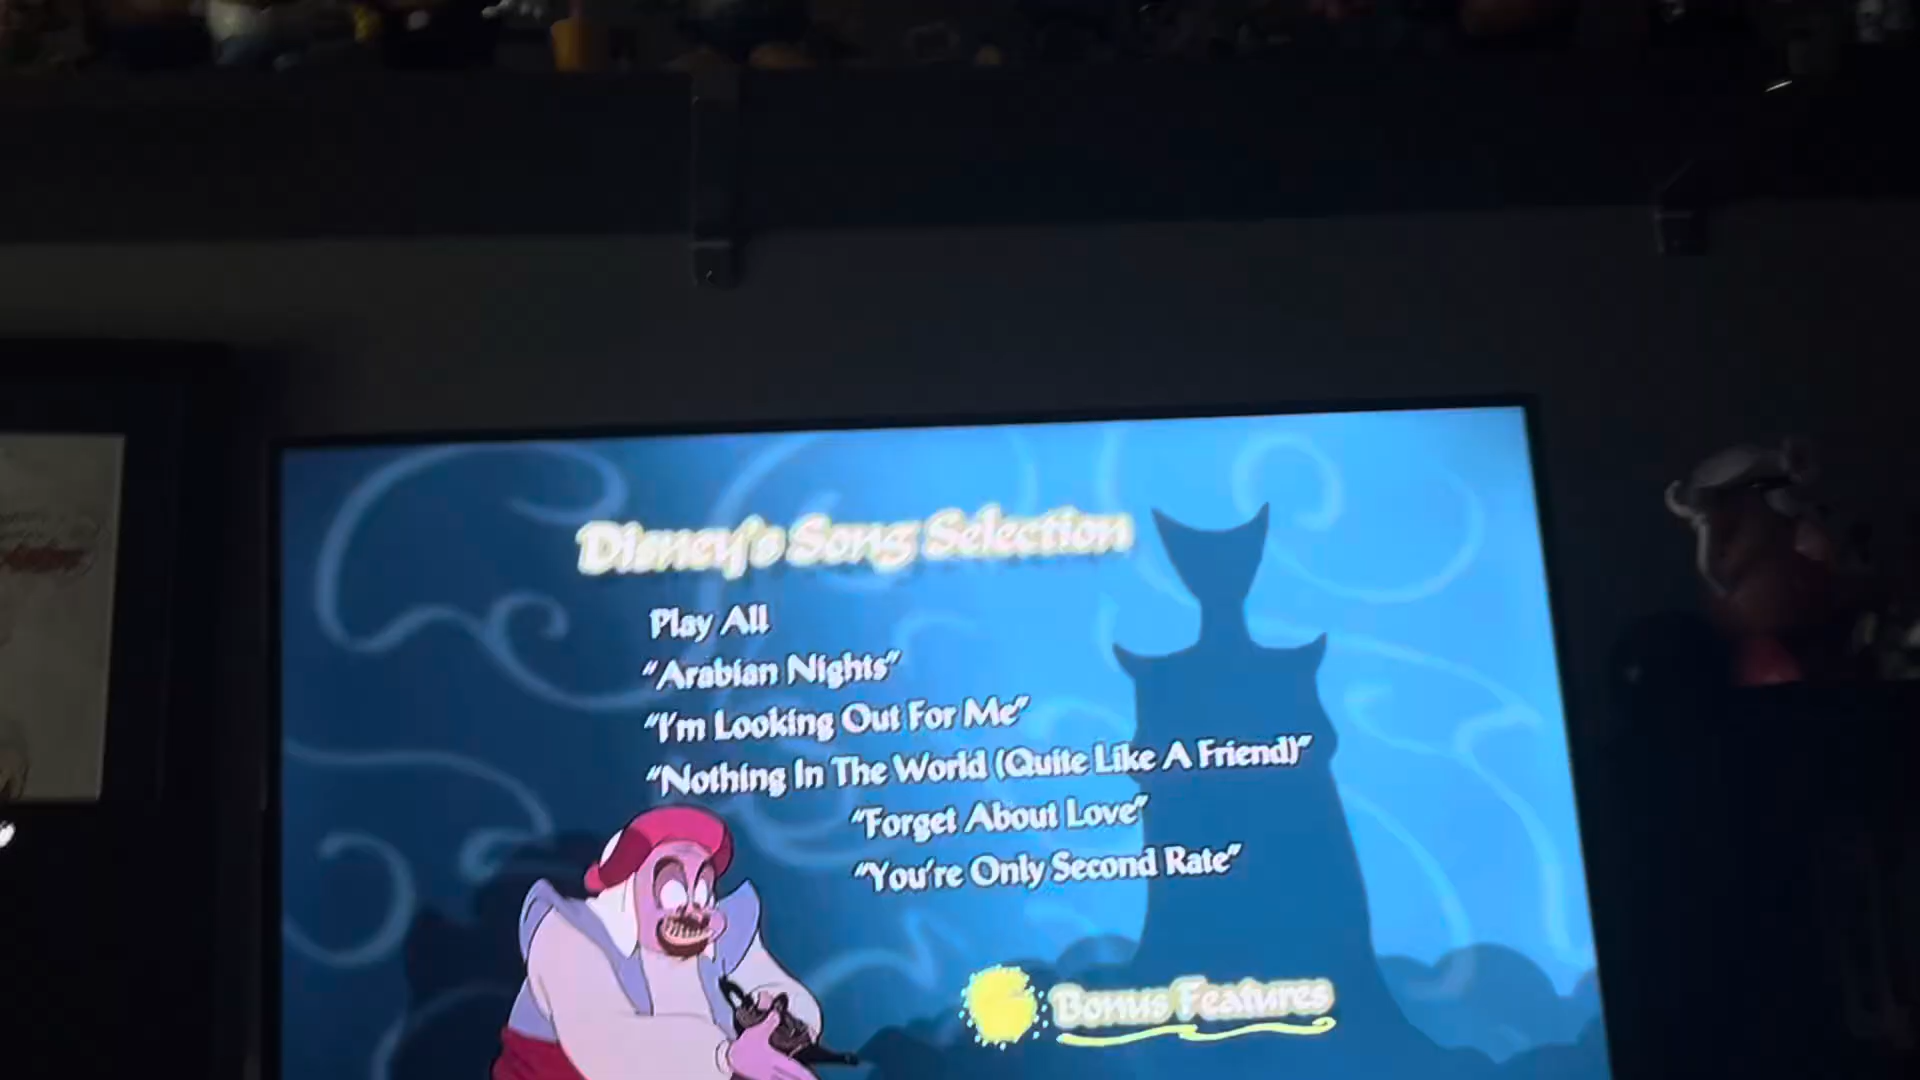 Disney's Song Selection
Play All
"Arabian Nights"
"I'm Looking Out For Me"
"Nothing In The World (Quite Like A Friend)"
"Forget About Love"
"You're Only Second Rate"
Bonus Features